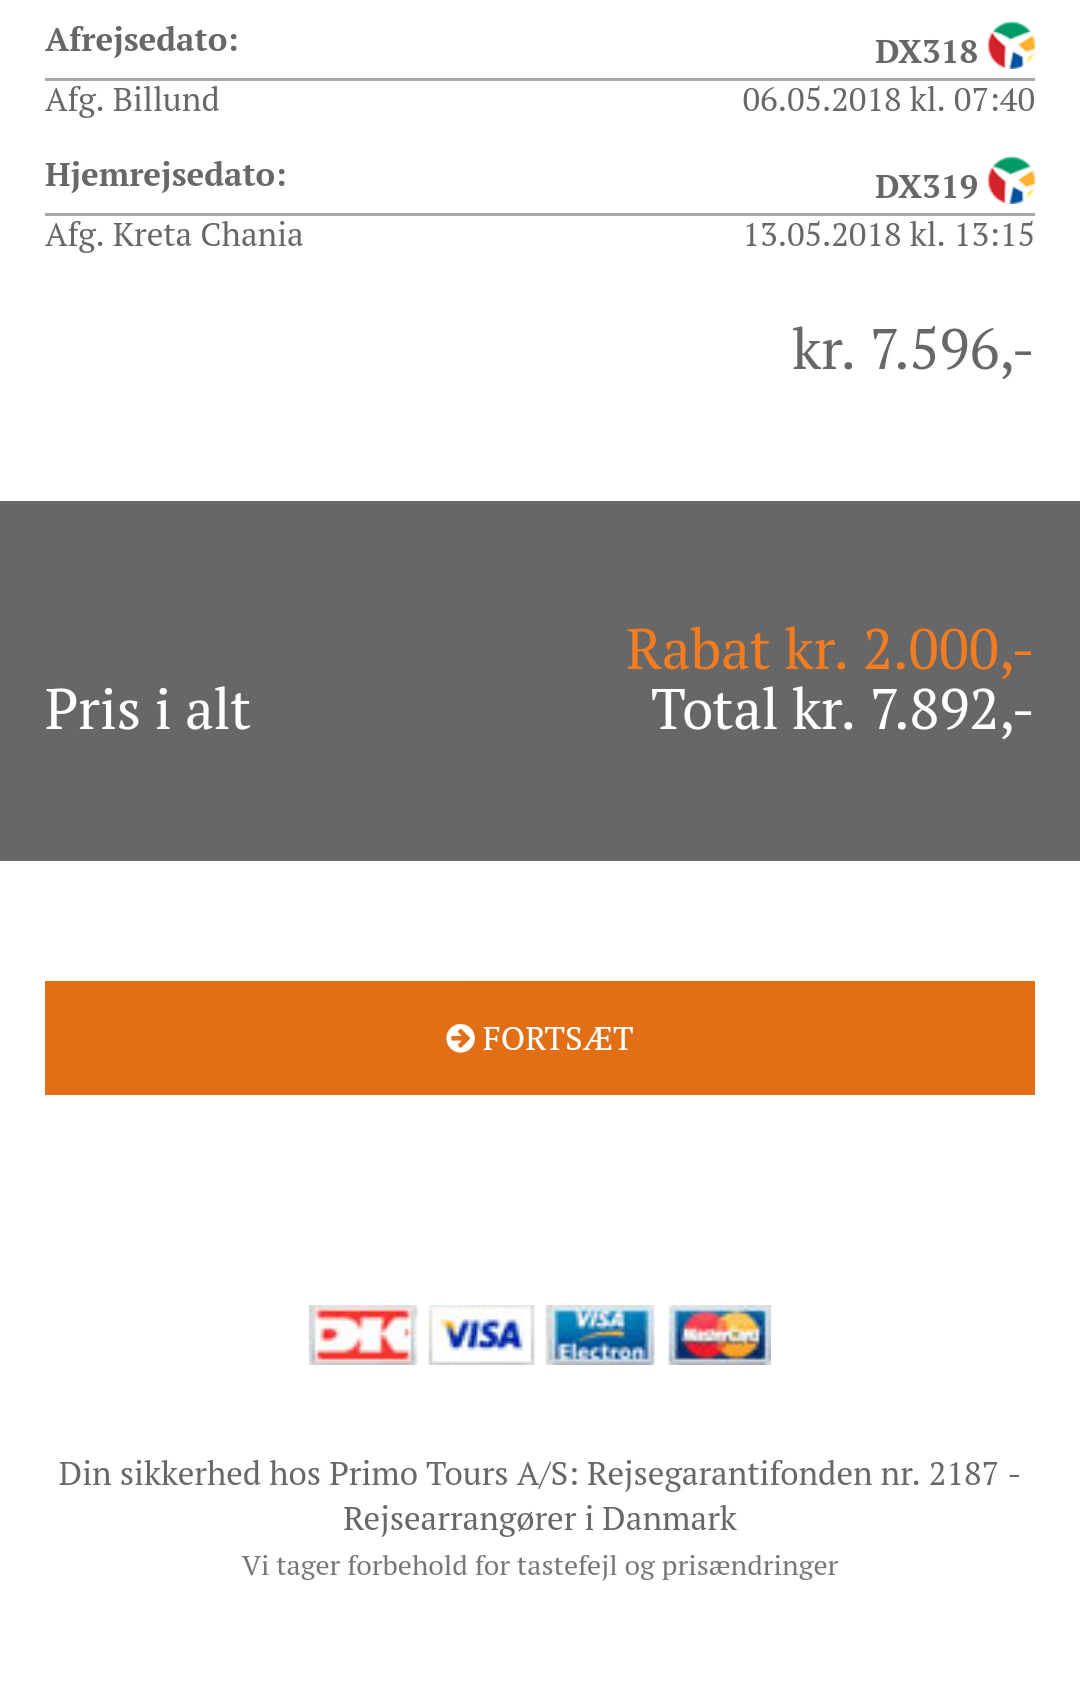 Afrejsedato: DX318
Afg. Billund 06.05.2018 kl. 07:40
Hjemrejsedato: DX319
Afg. Kreta Chania 13.05.2018 kl. 13:15
kr. 7.596,-
Rabat kr. 2.000,-
Pris i alt Total kr. 7.892,-
FORTSÆT
DK VISA VISA Electron MasterCard
Din sikkerhed hos Primo Tours A/S: Rejsegarantifonden nr. 2187 -
Rejsearrangører i Danmark
Vi tager forbehold for tastefejl og prisændringer